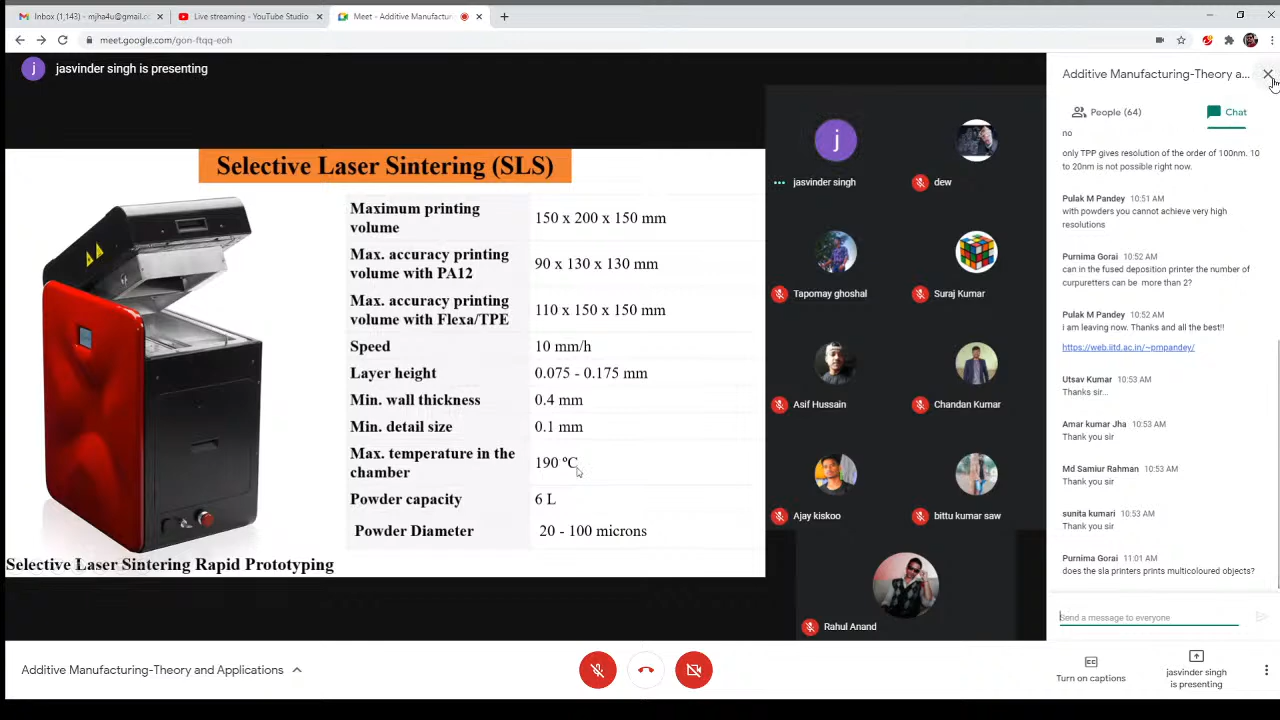 Inbox (1,143) - mjha4u@gmail.co
Live streaming - YouTube Studio
Meet - Additive Manufactur
meet.google.com/gon-ftqq-eoh
j
jasvinder singh is presenting
Selective Laser Sintering (SLS)
Maximum printing
volume
150 x 200 x 150 mm
Max. accuracy printing
volume with PA12
90 x 130 x 130 mm
Max. accuracy printing
volume with Flexa/TPE
110 x 150 x 150 mm
Speed
10 mm/h
Layer height
0.075 - 0.175 mm
Min. wall thickness
0.4 mm
Min. detail size
0.1 mm
Max. temperature in the
chamber
190 ºC
Powder capacity
6 L
Powder Diameter
20 - 100 microns
Selective Laser Sintering Rapid Prototyping
j
jasvinder singh
dew
Tapomay ghoshal
Suraj Kumar
Asif Hussain
Chandan Kumar
Ajay kiskoo
bittu kumar saw
Rahul Anand
Additive Manufacturing-Theory a...
People (64)
Chat
no
only TPP gives resolution of the order of 100nm. 10
to 20nm is not possible right now.
Pulak M Pandey 10:51 AM
with powders you cannot achieve very high
resolutions
Purnima Gorai 10:52 AM
can in the fused deposition printer the number of
curpuretters can be more than 2?
Pulak M Pandey 10:52 AM
i am leaving now. Thanks and all the best!!
https://web.iitd.ac.in/~pmpandey/
Utsav Kumar 10:53 AM
Thanks sir...
Amar kumar Jha 10:53 AM
Thank you sir
Md Samiur Rahman 10:53 AM
Thank you sir
sunita kumari 10:53 AM
Thank you sir
Purnima Gorai 11:01 AM
does the sla printers prints multicoloured objects?
Send a message to everyone
Additive Manufacturing-Theory and Applications
Turn on captions
jasvinder singh
is presenting